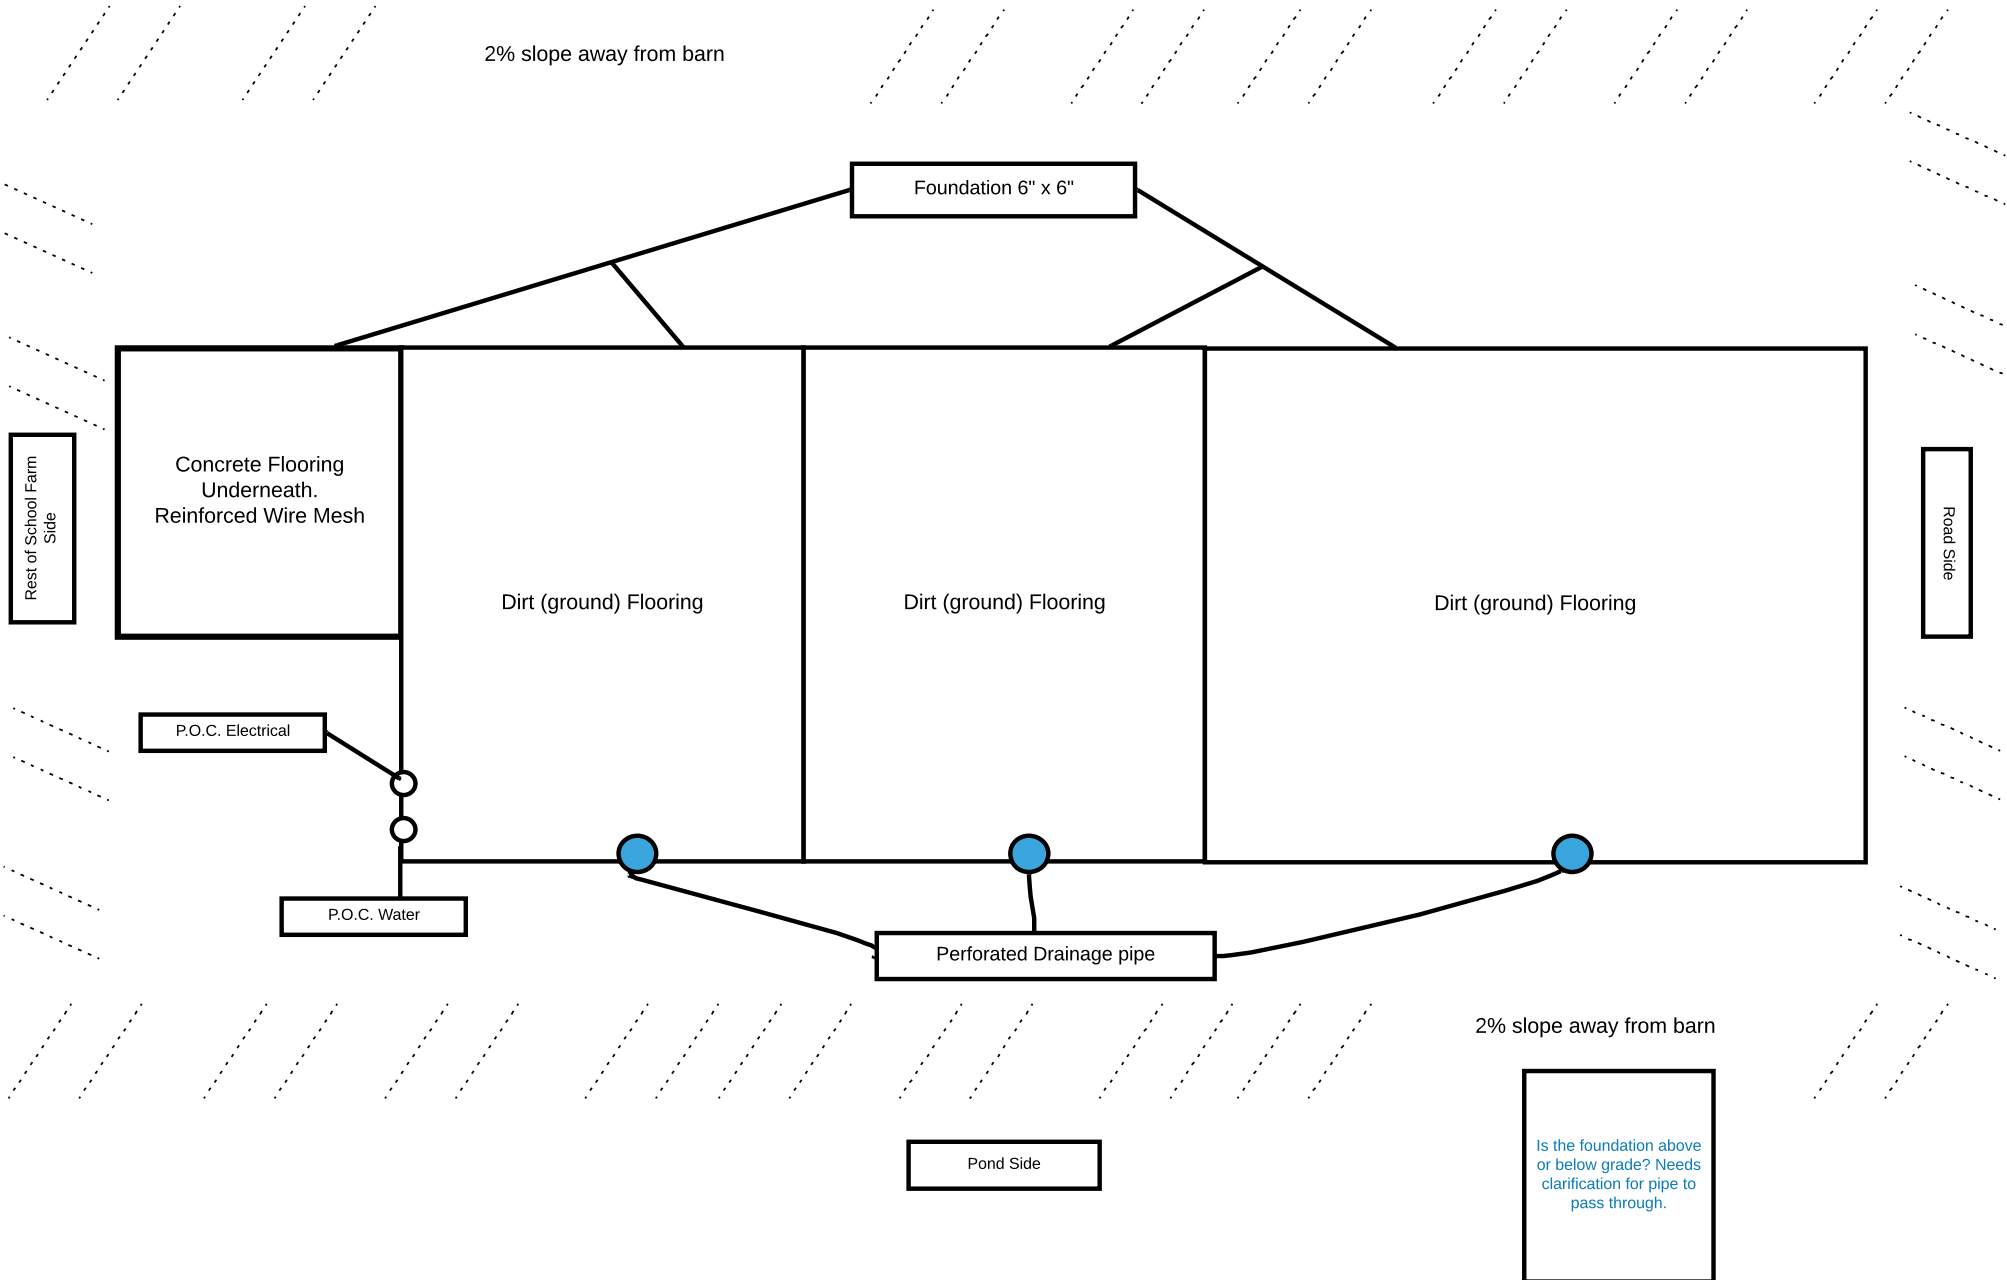 2% slope away from barn
Foundation 6" x 6"
Concrete Flooring
Underneath.
Reinforced Wire Mesh
Rest of School Farm
Side
Road Side
Dirt (ground) Flooring
Dirt (ground) Flooring
Dirt (ground) Flooring
P.O.C. Electrical
P.O.C. Water
Perforated Drainage pipe
2% slope away from barn
Pond Side
Is the foundation above
or below grade? Needs
clarification for pipe to
pass through.